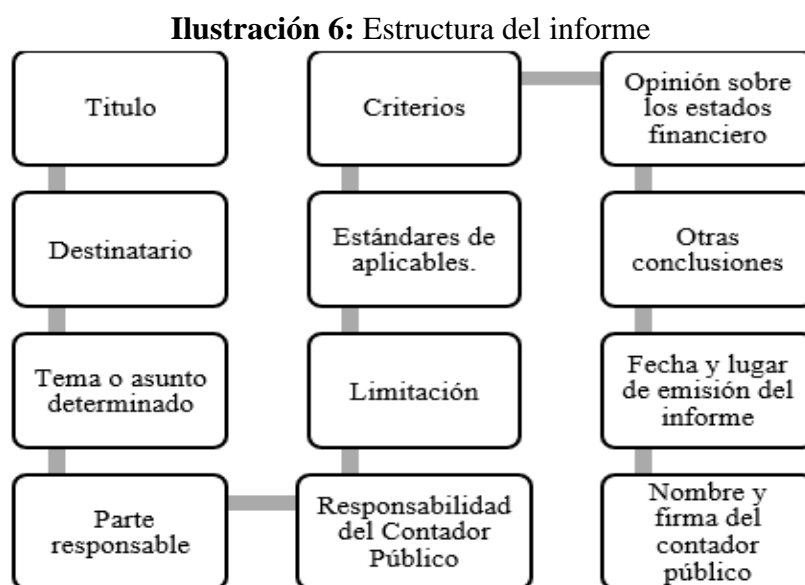 Ilustración 6: Estructura del informe
Titulo
Destinatario
Tema o asunto
determinado
Parte
responsable
Responsabilidad
del Contador
Público
Limitación
Estándares de
aplicables.
Criterios
Opinión sobre
los estados
financiero
Otras
conclusiones
Fecha y lugar
de emisión del
informe
Nombre y
firma del
contador
público